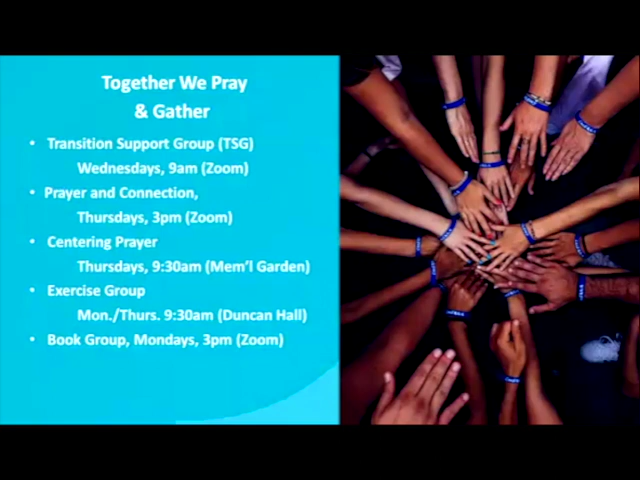 Together We Pray
& Gather
• Transition Support Group (TSG)
Wednesdays, 9am (Zoom)
• Prayer and Connection,
Thursdays, 3pm (Zoom)
• Centering Prayer
Thursdays, 9:30am (Mem'l Garden)
• Exercise Group
Mon./Thurs. 9:30am (Duncan Hall)
• Book Group, Mondays, 3pm (Zoom)